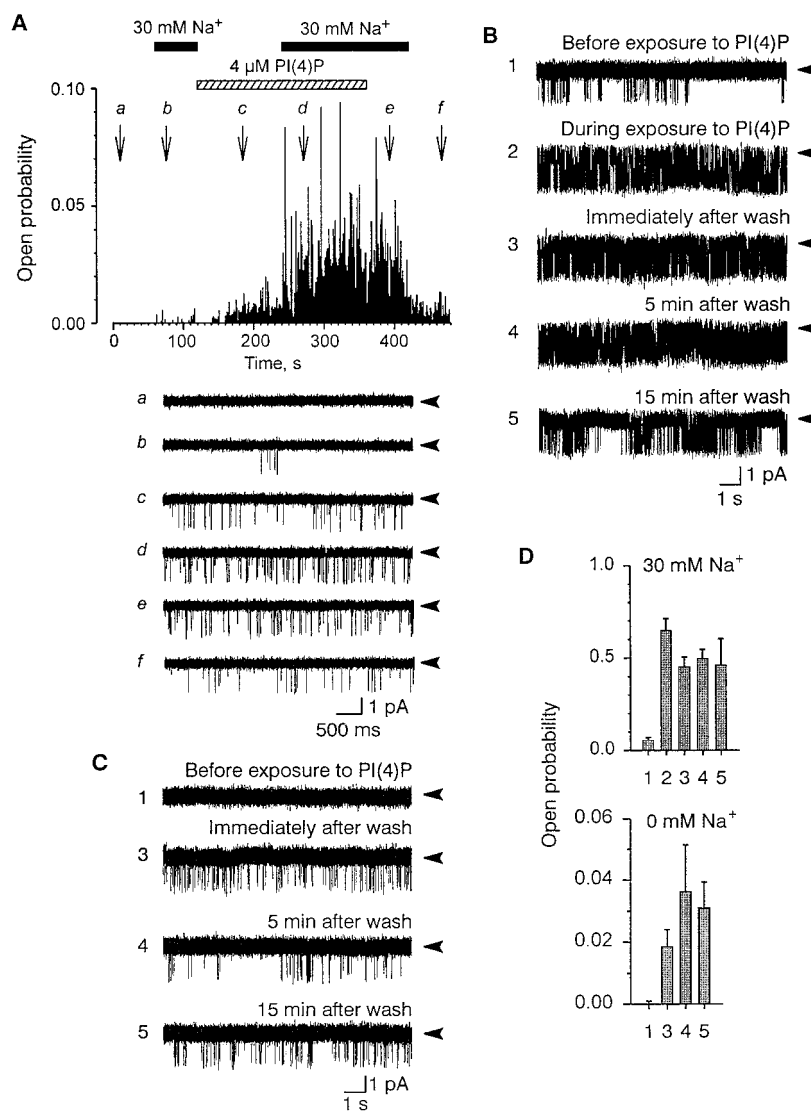 A
30 mM Na⁺ 30 mM Na⁺
4 µM PI(4)P
0.10
a b c d e f
0.05
Open probability
0.00
0 100 200 300 400
Time, s
a
b
c
d
e
f
1 pA
500 ms
B
Before exposure to PI(4)P
1
During exposure to PI(4)P
2
Immediately after wash
3
5 min after wash
4
15 min after wash
5
1 pA
1 s
C
Before exposure to PI(4)P
1
Immediately after wash
3
5 min after wash
4
15 min after wash
5
1 pA
1 s
D
1.0
30 mM Na⁺
0.5
0.0
1 2 3 4 5
Open probability
0.06
0 mM Na⁺
0.04
0.02
0.00
1 3 4 5